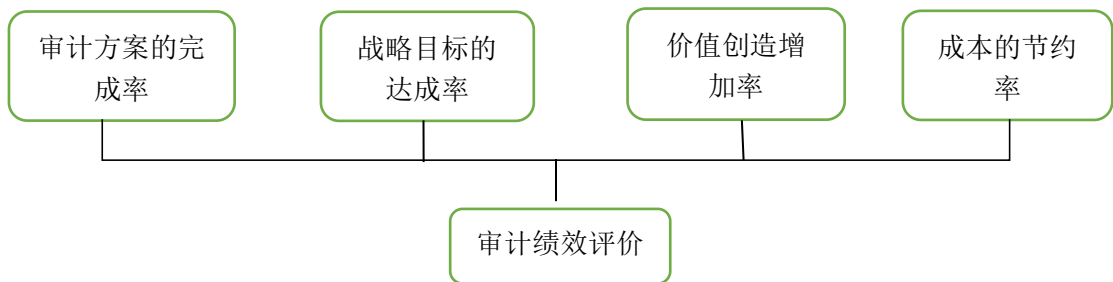 审计方案的完
成率
战略目标的
达成率
价值创造增
加率
成本的节约
率
审计绩效评价